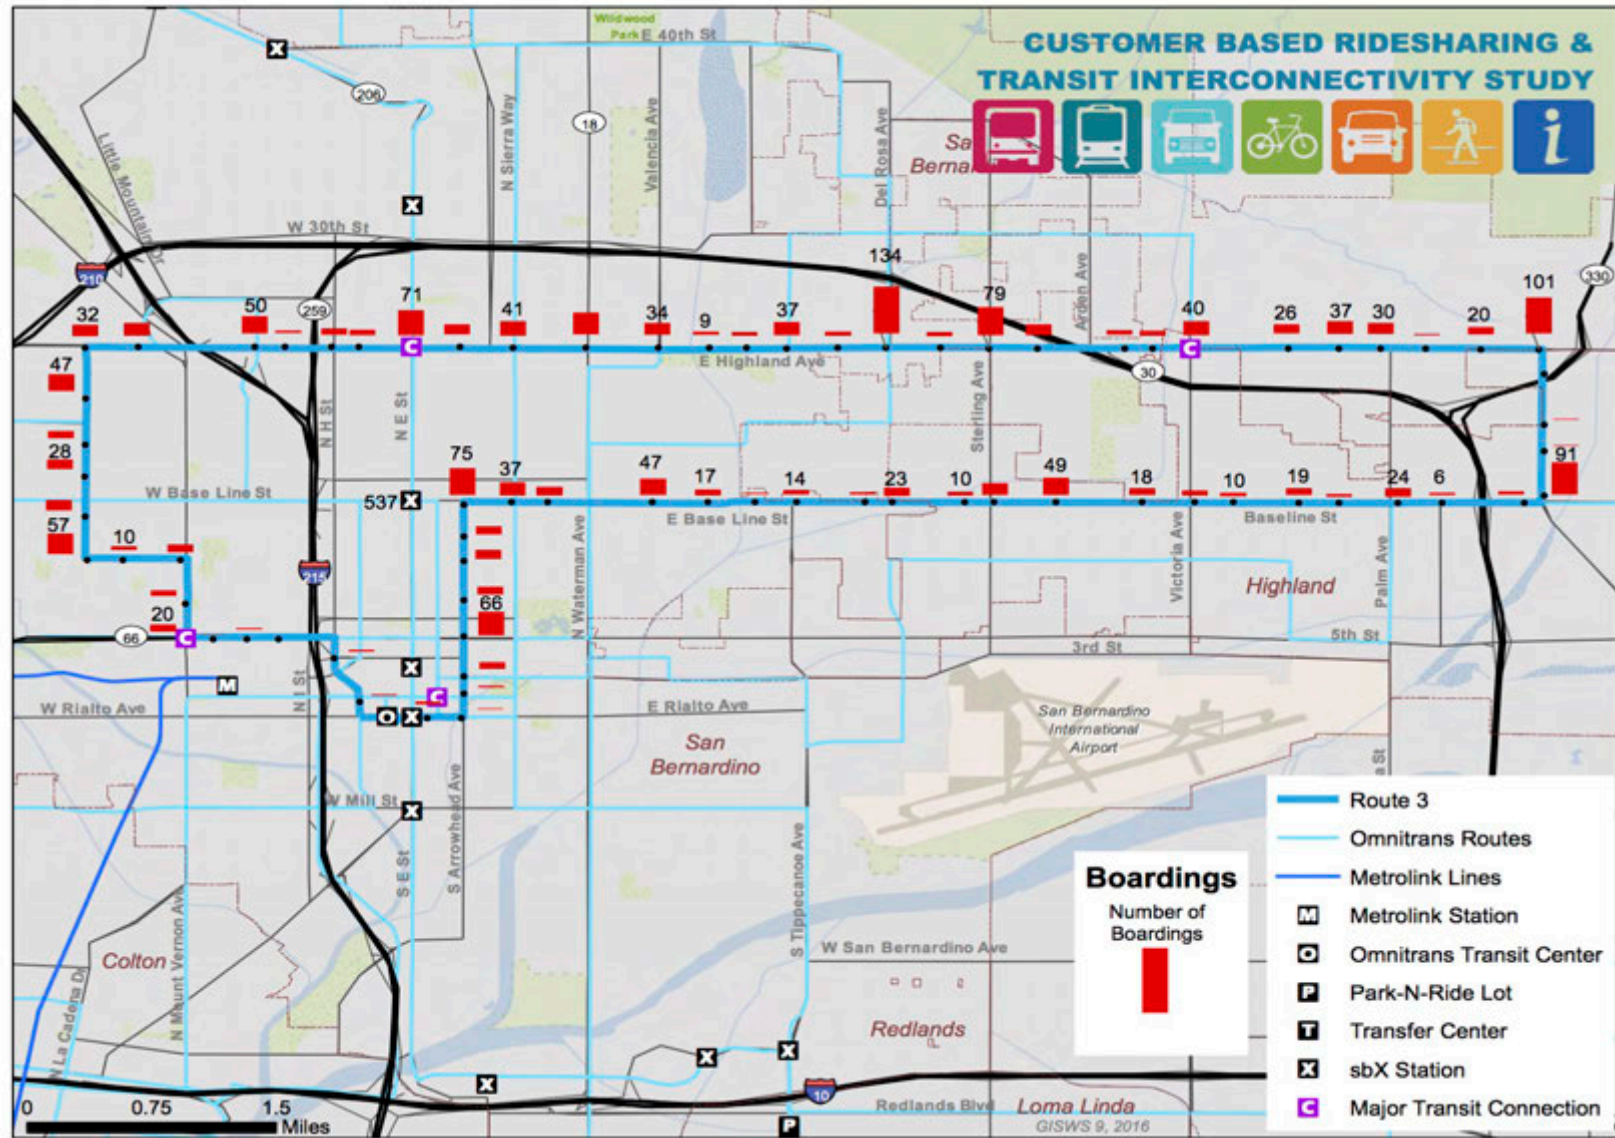 Wildwood
Park
E 40th St
CUSTOMER BASED RIDESHARING &
TRANSIT INTERCONNECTIVITY STUDY
206
18
N Sierra Way
Valencia Ave
Del Rosa Ave
Little Mountain Dr
San
W 30th St
210
259
330
134
Arden Ave
32
50
71
41
34
9
37
79
40
26
37
30
20
101
E Highland Ave
30
47
N H St
N E St
Sterling Ave
28
75
37
47
17
14
23
10
49
18
10
19
24
6
91
W Base Line St
537
E Base Line St
Baseline St
57
10
N Waterman Ave
Victoria Ave
Palm Ave
215
Highland
20
66
66
5th St
3rd St
N I St
W Rialto Ave
E Rialto Ave
San
Bernardino
San Bernardino
International
Airport
W Mill St
S E St
S Arrowhead Ave
S Tippecanoe Ave
N Mount Vernon Ave
N La Cadena Dr
Colton
W San Bernardino Ave
Redlands
10
Redlands Blvd
Loma Linda
GISWS 9, 2016
0 0.75 1.5
Miles
Boardings
Number of
Boardings
Route 3
Omnitrans Routes
Metrolink Lines
M Metrolink Station
O Omnitrans Transit Center
P Park-N-Ride Lot
T Transfer Center
X sbX Station
C Major Transit Connection